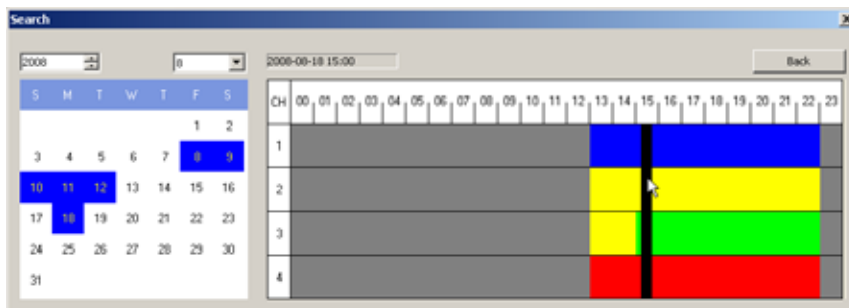 Search
2008 8 2008-08-18 15:00 Back
S M T W T F S
CH 00 01 02 03 04 05 06 07 08 09 10 11 12 13 14 15 16 17 18 19 20 21 22 23
1 2
1
3 4 5 6 7 8 9
10 11 12 13 14 15 16
2
17 18 19 20 21 22 23
3
24 25 26 27 28 29 30
31
4